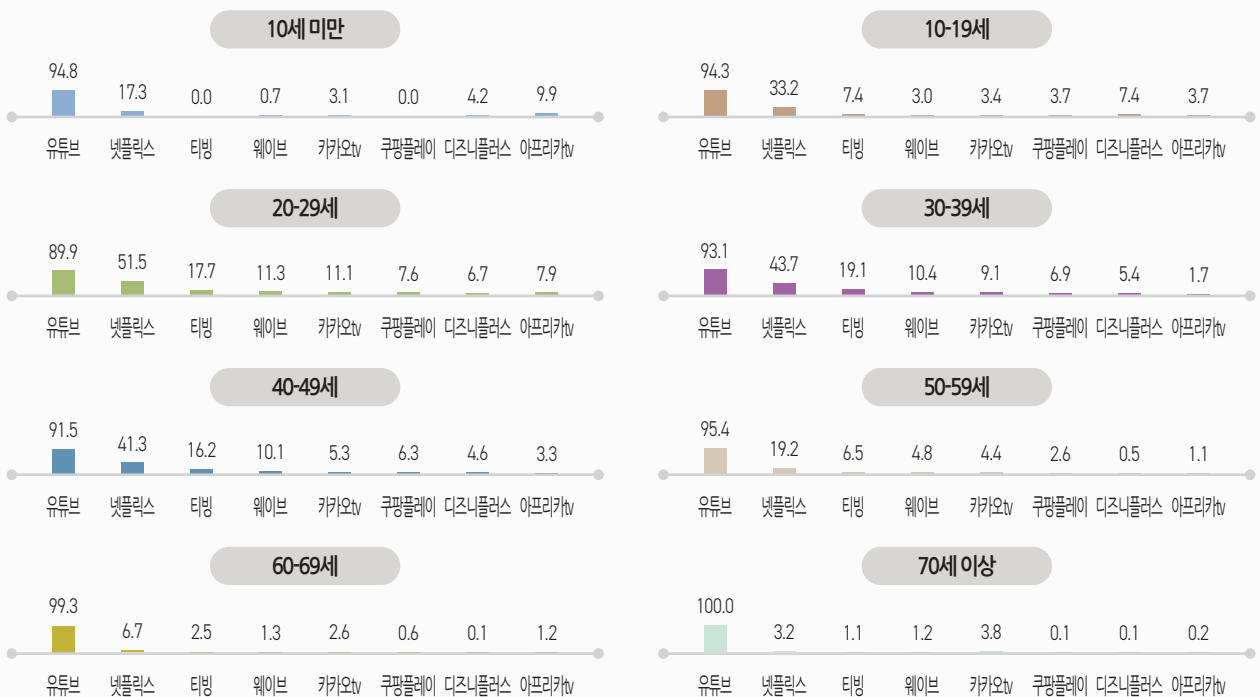 10세 미만
94.8 17.3 0.0 0.7 3.1 0.0 4.2 9.9
유튜브 넷플릭스 티빙 웨이브 카카오tv 쿠팡플레이 디즈니플러스 아프리카tv
10-19세
94.3 33.2 7.4 3.0 3.4 3.7 7.4 3.7
유튜브 넷플릭스 티빙 웨이브 카카오tv 쿠팡플레이 디즈니플러스 아프리카tv
20-29세
89.9 51.5 17.7 11.3 11.1 7.6 6.7 7.9
유튜브 넷플릭스 티빙 웨이브 카카오tv 쿠팡플레이 디즈니플러스 아프리카tv
30-39세
93.1 43.7 19.1 10.4 9.1 6.9 5.4 1.7
유튜브 넷플릭스 티빙 웨이브 카카오tv 쿠팡플레이 디즈니플러스 아프리카tv
40-49세
91.5 41.3 16.2 10.1 5.3 6.3 4.6 3.3
유튜브 넷플릭스 티빙 웨이브 카카오tv 쿠팡플레이 디즈니플러스 아프리카tv
50-59세
95.4 19.2 6.5 4.8 4.4 2.6 0.5 1.1
유튜브 넷플릭스 티빙 웨이브 카카오tv 쿠팡플레이 디즈니플러스 아프리카tv
60-69세
99.3 6.7 2.5 1.3 2.6 0.6 0.1 1.2
유튜브 넷플릭스 티빙 웨이브 카카오tv 쿠팡플레이 디즈니플러스 아프리카tv
70세 이상
100.0 3.2 1.1 1.2 3.8 0.1 0.1 0.2
유튜브 넷플릭스 티빙 웨이브 카카오tv 쿠팡플레이 디즈니플러스 아프리카tv